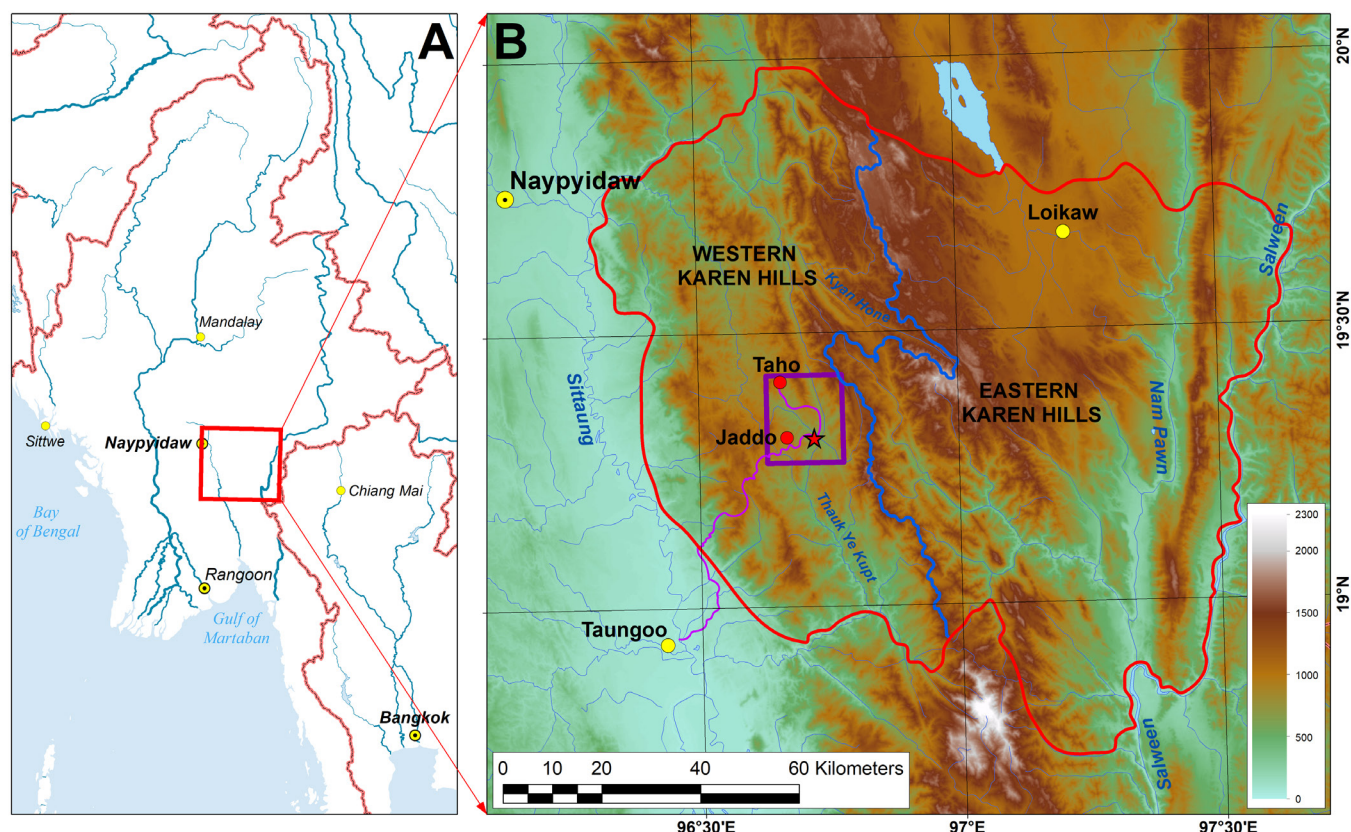 A
Mandalay
Sittwe
Naypyidaw
Chiang Mai
Bay
of Bengal
Rangoon
Gulf of
Martaban
Bangkok
B
Naypyidaw
Loikaw
Salween
WESTERN
KAREN HILLS
Kyan Hone
Taho
Sittaung
EASTERN
KAREN HILLS
Nam Pawn
Jaddo
Thauk Ye Kupt
Taungoo
Salween
0 10 20 40 60 Kilometers
2300
2000
1500
1000
500
0
20°N
19°30'N
19°N
96°30'E
97°E
97°30'E